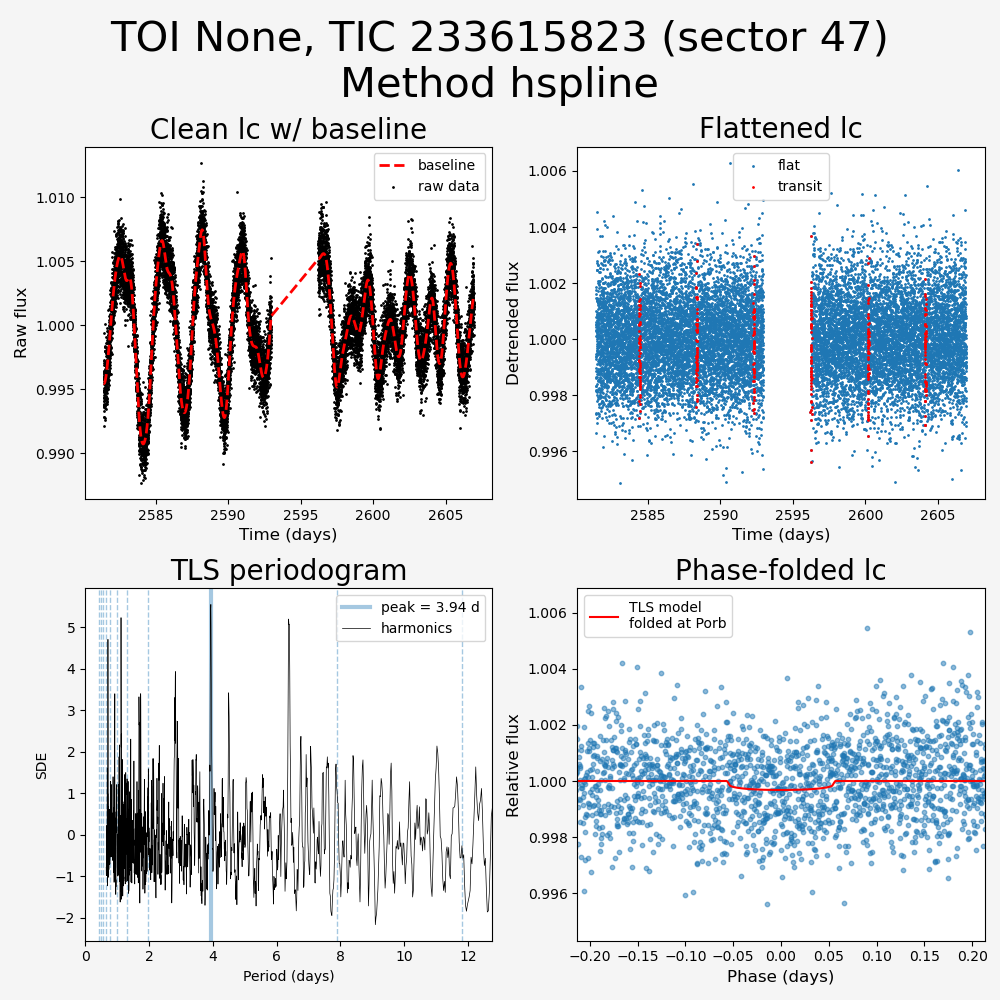 TOI None, TIC 233615823 (sector 47)
Method hspline
Clean lc w/ baseline
baseline
raw data
1.010
1.005
1.000
0.995
0.990
Raw flux
2585
2590
2595
2600
2605
Time (days)
Flattened lc
flat
transit
1.006
1.004
1.002
1.000
0.998
0.996
Detrended flux
2585
2590
2595
2600
2605
Time (days)
TLS periodogram
peak = 3.94 d
harmonics
5
4
3
2
1
0
−1
−2
SDE
0
2
4
6
8
10
12
Period (days)
Phase-folded lc
TLS model
folded at Porb
1.006
1.004
1.002
1.000
0.998
0.996
Relative flux
−0.20
−0.15
−0.10
−0.05
0.00
0.05
0.10
0.15
0.20
Phase (days)